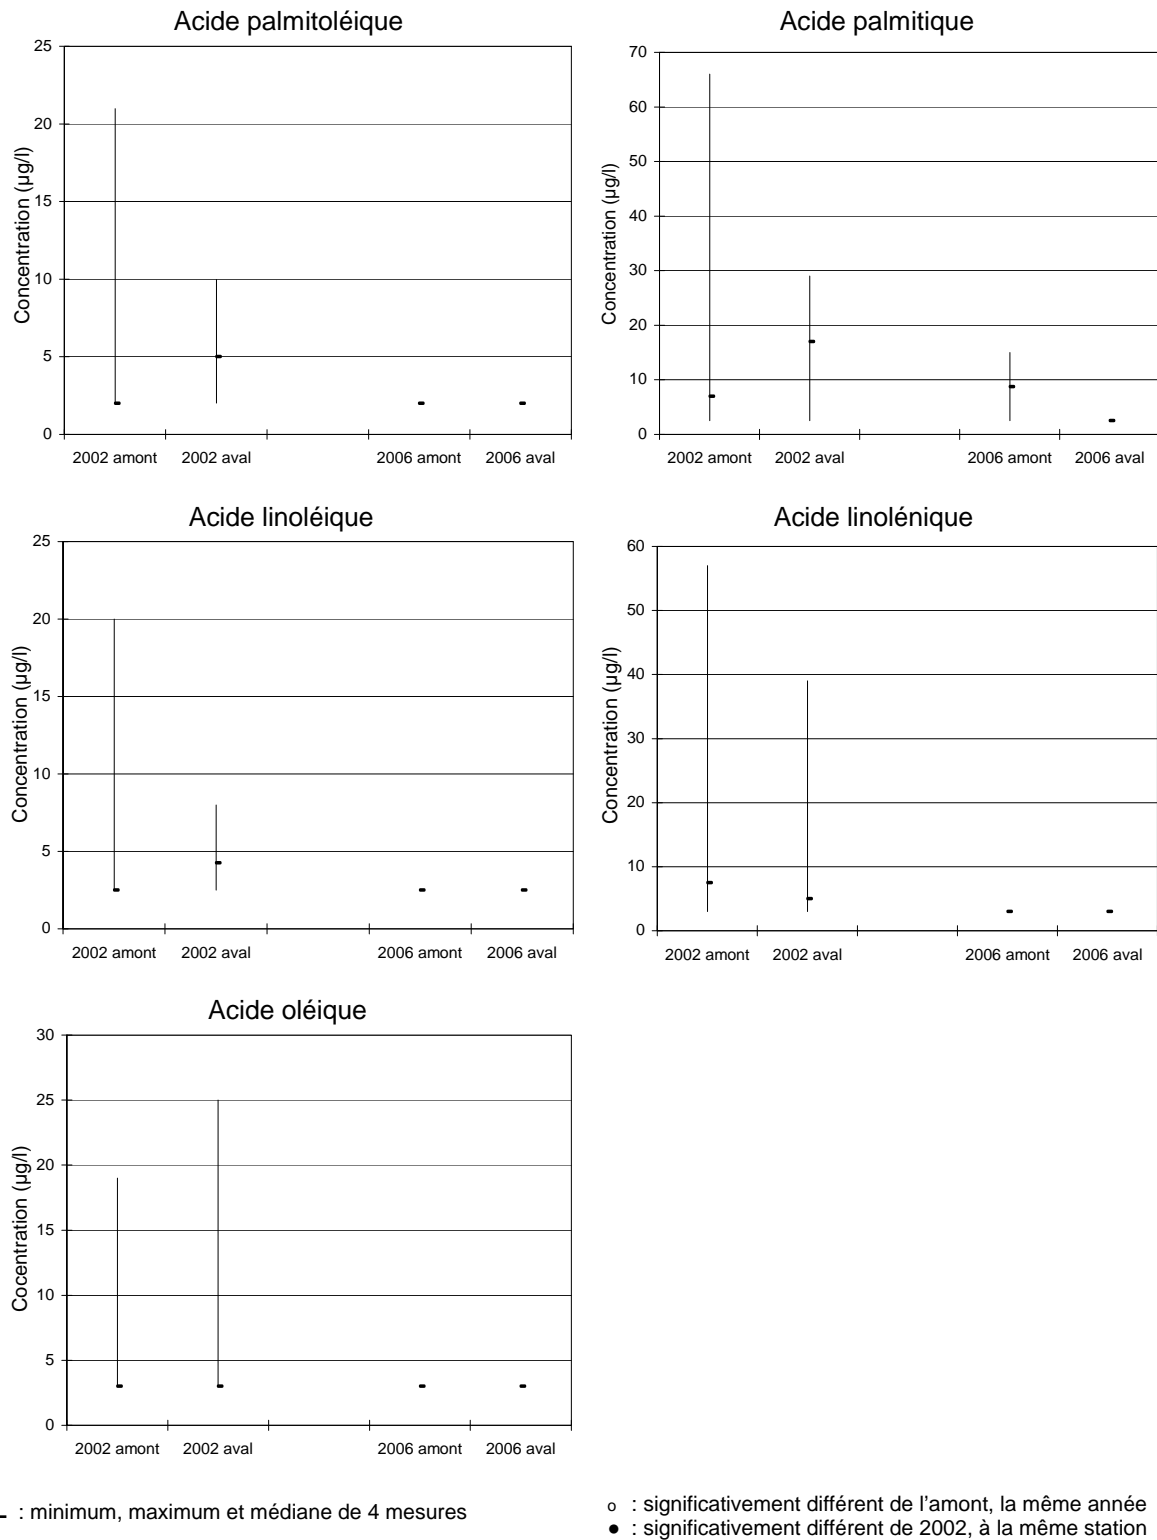 Acide palmitoléique
25
20
15
10
5
0
Concentration (µg/l)
2002 amont 2002 aval 2006 amont 2006 aval
Acide palmitique
70
60
50
40
30
20
10
0
Concentration (µg/l)
2002 amont 2002 aval 2006 amont 2006 aval
Acide linoléique
25
20
15
10
5
0
Concentration (µg/l)
2002 amont 2002 aval 2006 amont 2006 aval
Acide linolénique
60
50
40
30
20
10
0
Concentration (µg/l)
2002 amont 2002 aval 2006 amont 2006 aval
Acide oléique
30
25
20
15
10
5
0
Cocentration (µg/l)
2002 amont 2002 aval 2006 amont 2006 aval
: minimum, maximum et médiane de 4 mesures
o : significativement différent de l'amont, la même année
● : significativement différent de 2002, à la même station